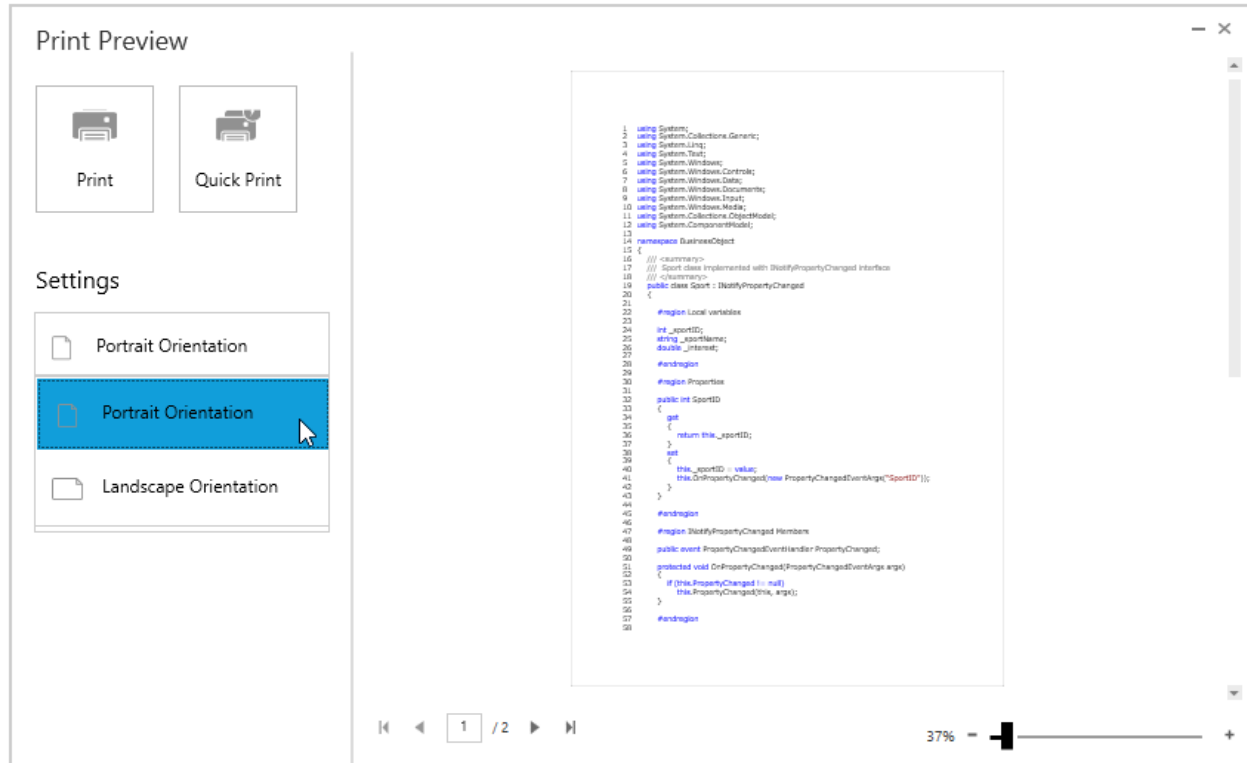 Print Preview
Print
Quick Print
Settings
Portrait Orientation
Portrait Orientation
Landscape Orientation
1 using System;
2 using System.Collections.Generic;
3 using System.Linq;
4 using System.Text;
5 using System.Windows;
6 using System.Windows.Controls;
7 using System.Windows.Data;
8 using System.Windows.Documents;
9 using System.Windows.Input;
10 using System.Windows.Media;
11 using System.Collections.ObjectModel;
12 using System.ComponentModel;
13
14 namespace BusinessObject
15 {
16 /// <summary>
17 /// Sport class implemented with INotifyPropertyChanged interface
18 /// </summary>
19 public class Sport : INotifyPropertyChanged
20 {
21
22 #region Local variables
23
24 int _sportID;
25 string _sportName;
26 double _interest;
27
28 #endregion
29
30 #region Properties
31
32 public int SportID
33 {
34 get
35 {
36 return this._sportID;
37 }
38 set
39 {
40 this._sportID = value;
41 this.OnPropertyChanged(new PropertyChangedEventArgs("SportID"));
42 }
43 }
44
45 #endregion
46
47 #region INotifyPropertyChanged Members
48
49 public event PropertyChangedEventHandler PropertyChanged;
50
51 protected void OnPropertyChanged(PropertyChangedEventArgs args)
52 {
53 if (this.PropertyChanged != null)
54 this.PropertyChanged(this, args);
55 }
56
57 #endregion
58
1 / 2
37%